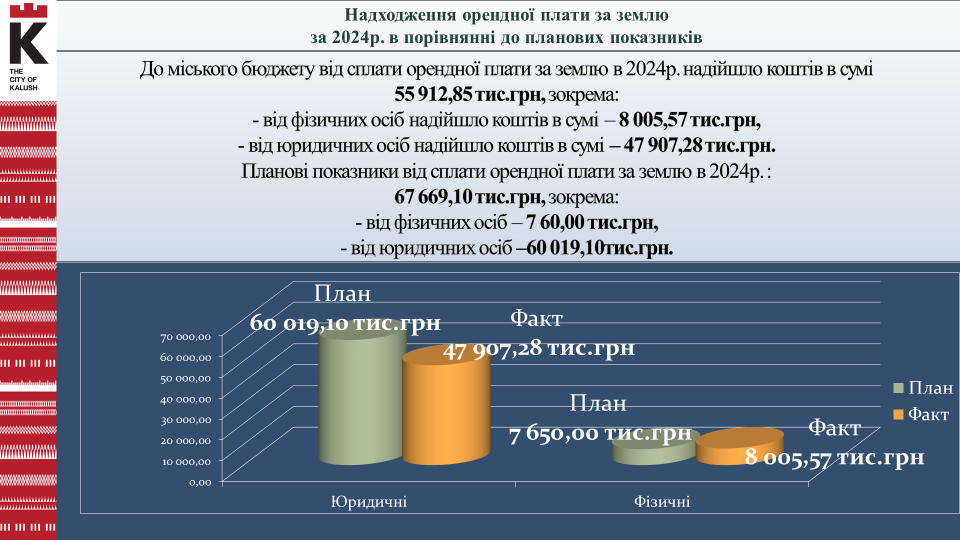 THE
CITY OF
KALUSH
Надходження орендної плати за землю
за 2024р. в порівнянні до планових показників
До міського бюджету від сплати орендної плати за землю в 2024р. надійшло коштів в сумі
55 912,85 тис.грн, зокрема:
- від фізичних осіб надійшло коштів в сумі – 8 005,57 тис.грн,
- від юридичних осіб надійшло коштів в сумі – 47 907,28 тис.грн.
Планові показники від сплати орендної плати за землю в 2024р. :
67 669,10 тис.грн, зокрема:
- від фізичних осіб – 7 60,00 тис.грн,
- від юридичних осіб –60 019,10тис.грн.
План
60 019,10 тис.грн
Факт
47 907,28 тис.грн
План
7 650,00 тис.грн
Факт
8 005,57 тис.грн
70 000,00
60 000,00
50 000,00
40 000,00
30 000,00
20 000,00
10 000,00
0,00
Юридичні
Фізичні
План
Факт